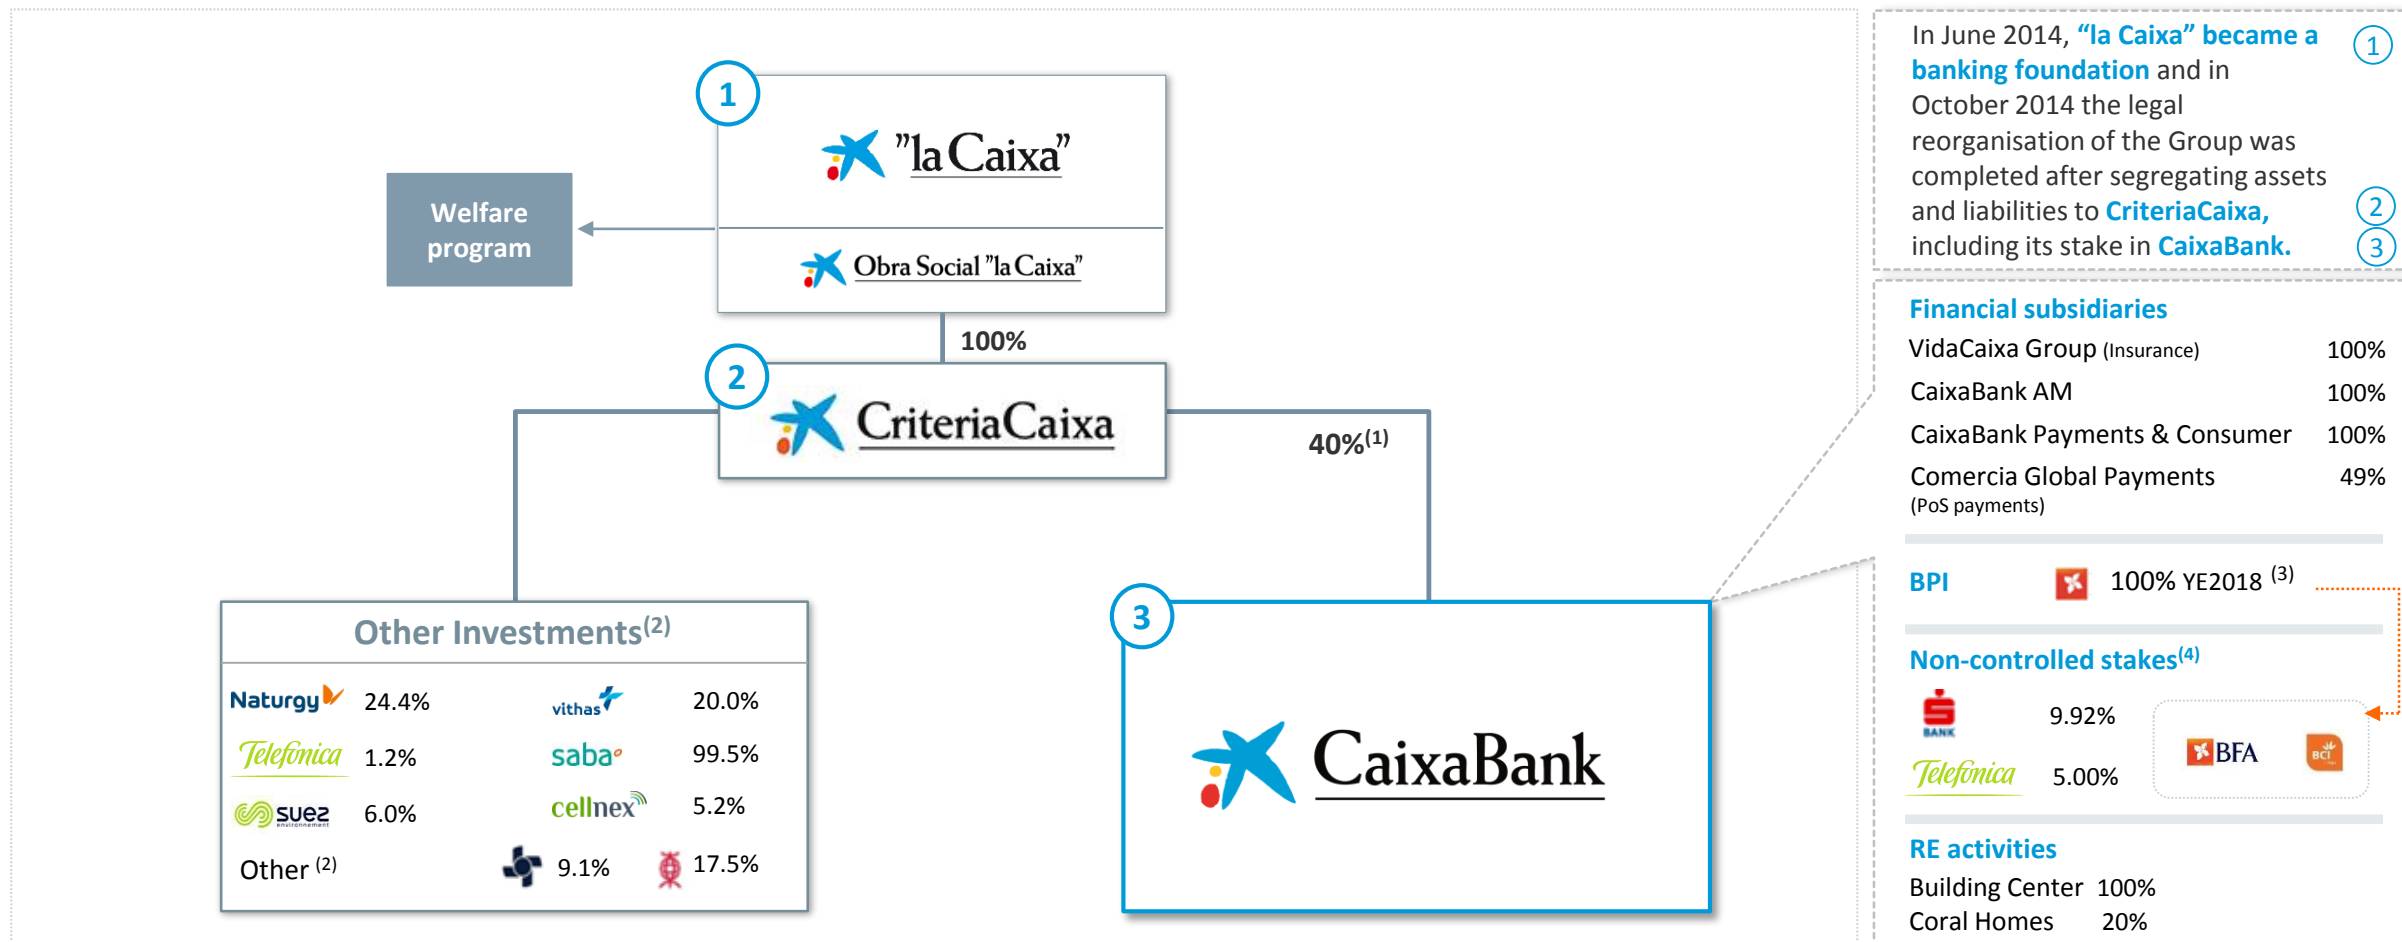 1
"la Caixa"
Obra Social "la Caixa"
Welfare
program
100%
2
CriteriaCaixa
40%(1)
Other Investments(2)
Naturgy 24.4%
vithas 20.0%
Telefónica 1.2%
saba 99.5%
suez
environnement
6.0%
cellnex 5.2%
Other (2)
9.1%
17.5%
3
CaixaBank
In June 2014, “la Caixa” became a
1
banking foundation and in
October 2014 the legal
reorganisation of the Group was
completed after segregating assets
and liabilities to CriteriaCaixa,
2
including its stake in CaixaBank.
3
Financial subsidiaries
VidaCaixa Group (Insurance) 100%
CaixaBank AM 100%
CaixaBank Payments & Consumer 100%
Comercia Global Payments 49%
(PoS payments)
BPI 100% YE2018 (3)
Non-controlled stakes(4)
BANK
9.92%
Telefónica 5.00%
BFA
BCI
RE activities
Building Center 100%
Coral Homes 20%